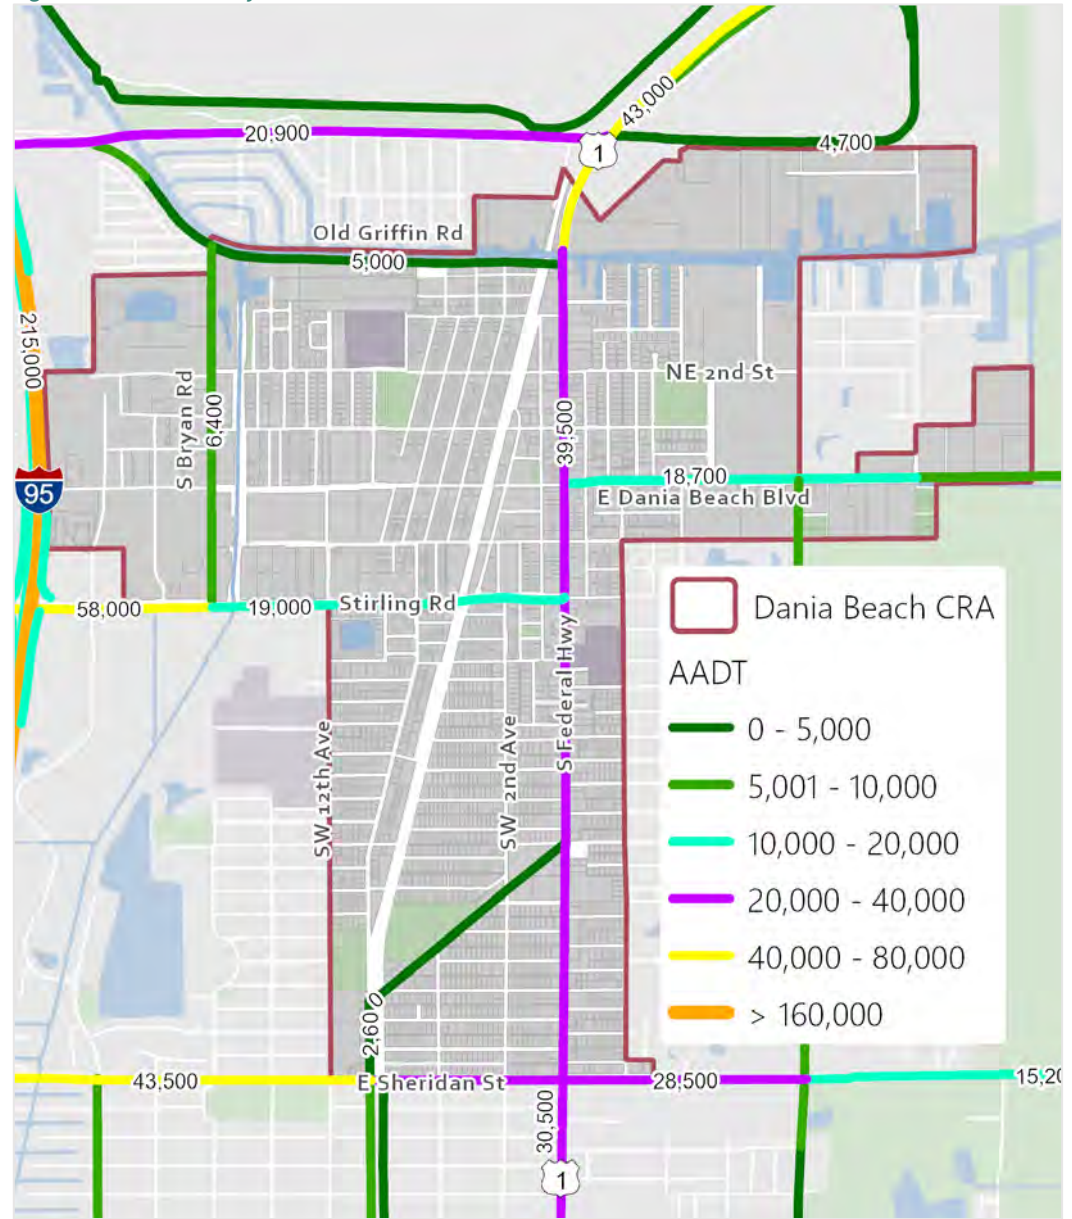 43,000
20,900
1
4,700
Old Griffin Rd
5,000
215,000
NE 2nd St
S Bryan Rd
6,400
39,500
95
18,700
E Dania Beach Blvd
58,000
19,000
Stirling Rd
Dania Beach CRA
AADT
0 - 5,000
5,001 - 10,000
10,000 - 20,000
20,000 - 40,000
40,000 - 80,000
> 160,000
S Federal Hwy
SW 12th Ave
SW 2nd Ave
2,600
43,500
E Sheridan St
28,500
15,20
30,500
1